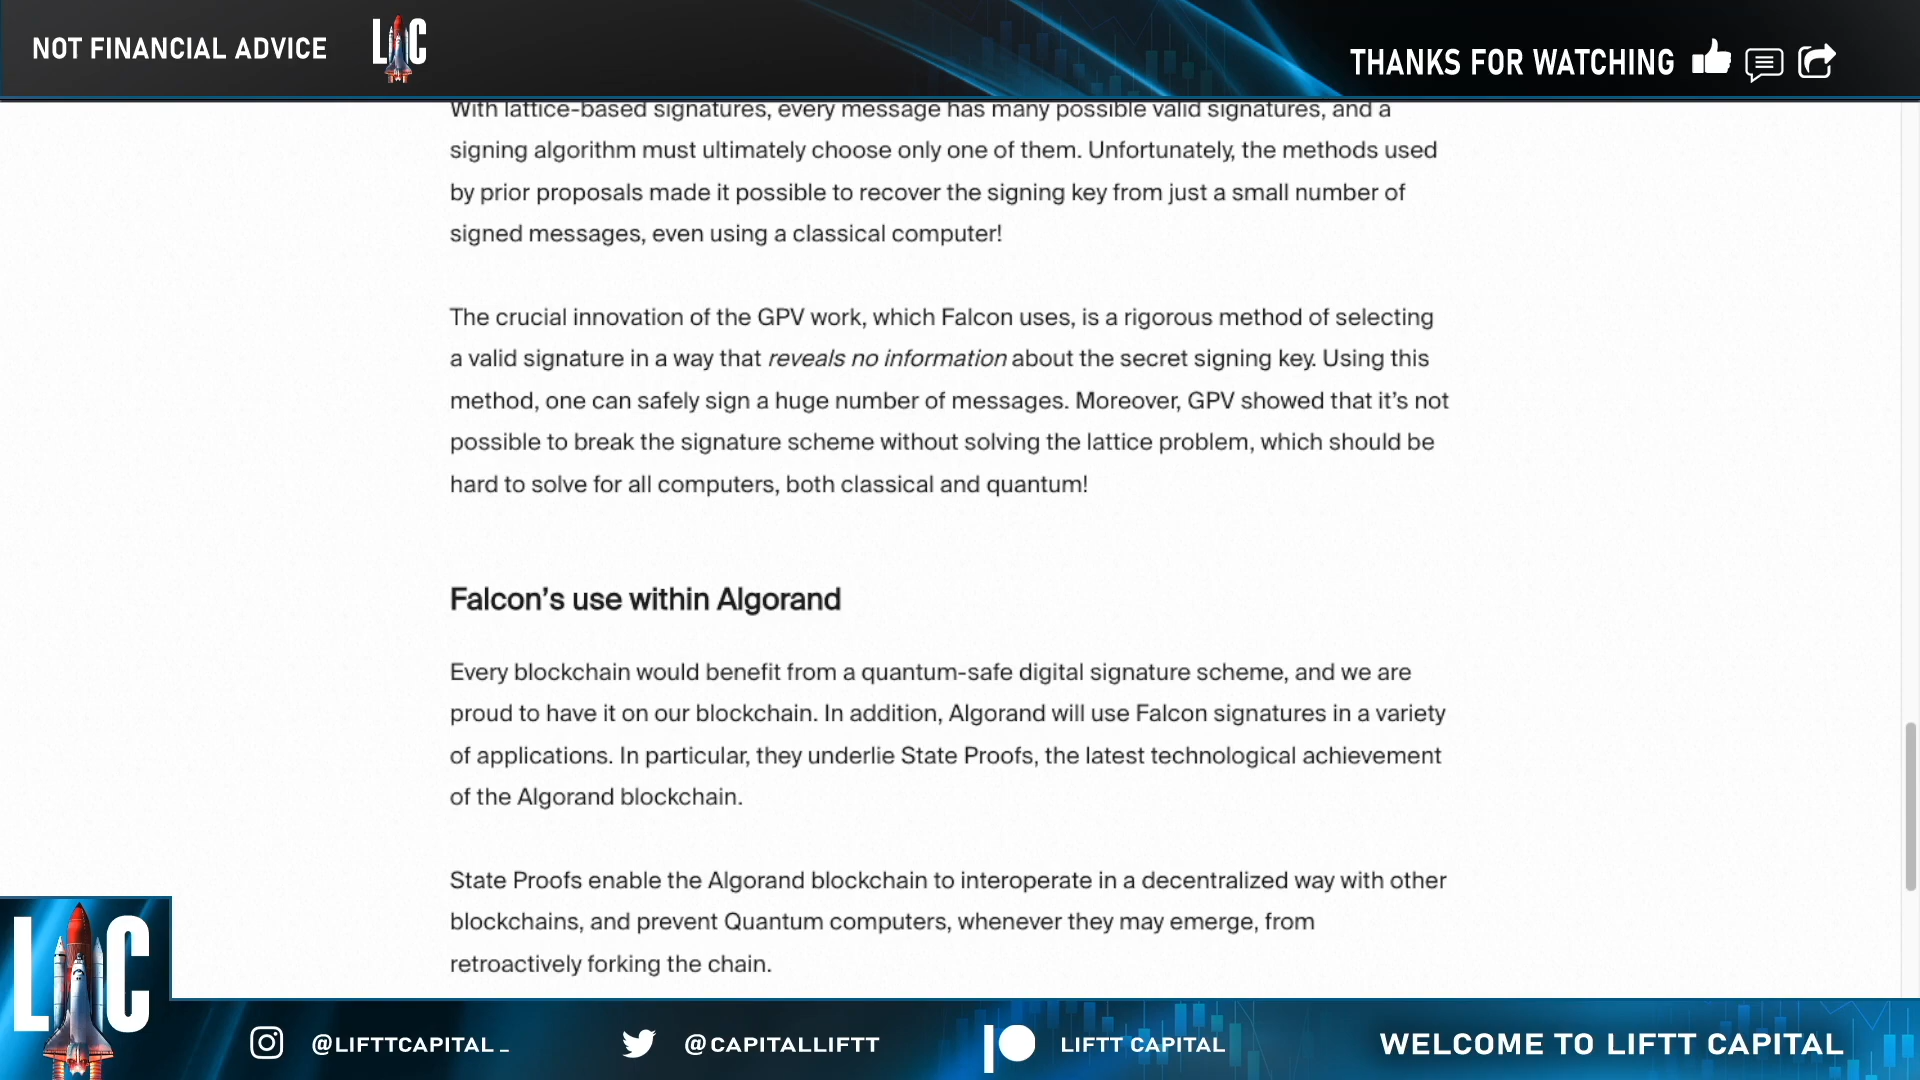 NOT FINANCIAL ADVICE
LC
THANKS FOR WATCHING
With lattice-based signatures, every message has many possible valid signatures, and a
signing algorithm must ultimately choose only one of them. Unfortunately, the methods used
by prior proposals made it possible to recover the signing key from just a small number of
signed messages, even using a classical computer!
The crucial innovation of the GPV work, which Falcon uses, is a rigorous method of selecting
a valid signature in a way that reveals no information about the secret signing key. Using this
method, one can safely sign a huge number of messages. Moreover, GPV showed that it’s not
possible to break the signature scheme without solving the lattice problem, which should be
hard to solve for all computers, both classical and quantum!
Falcon’s use within Algorand
Every blockchain would benefit from a quantum-safe digital signature scheme, and we are
proud to have it on our blockchain. In addition, Algorand will use Falcon signatures in a variety
of applications. In particular, they underlie State Proofs, the latest technological achievement
of the Algorand blockchain.
State Proofs enable the Algorand blockchain to interoperate in a decentralized way with other
blockchains, and prevent Quantum computers, whenever they may emerge, from
retroactively forking the chain.
LC
@LIFTTCAPITAL_
@CAPITALLIFTT
LIFTT CAPITAL
WELCOME TO LIFTT CAPITAL